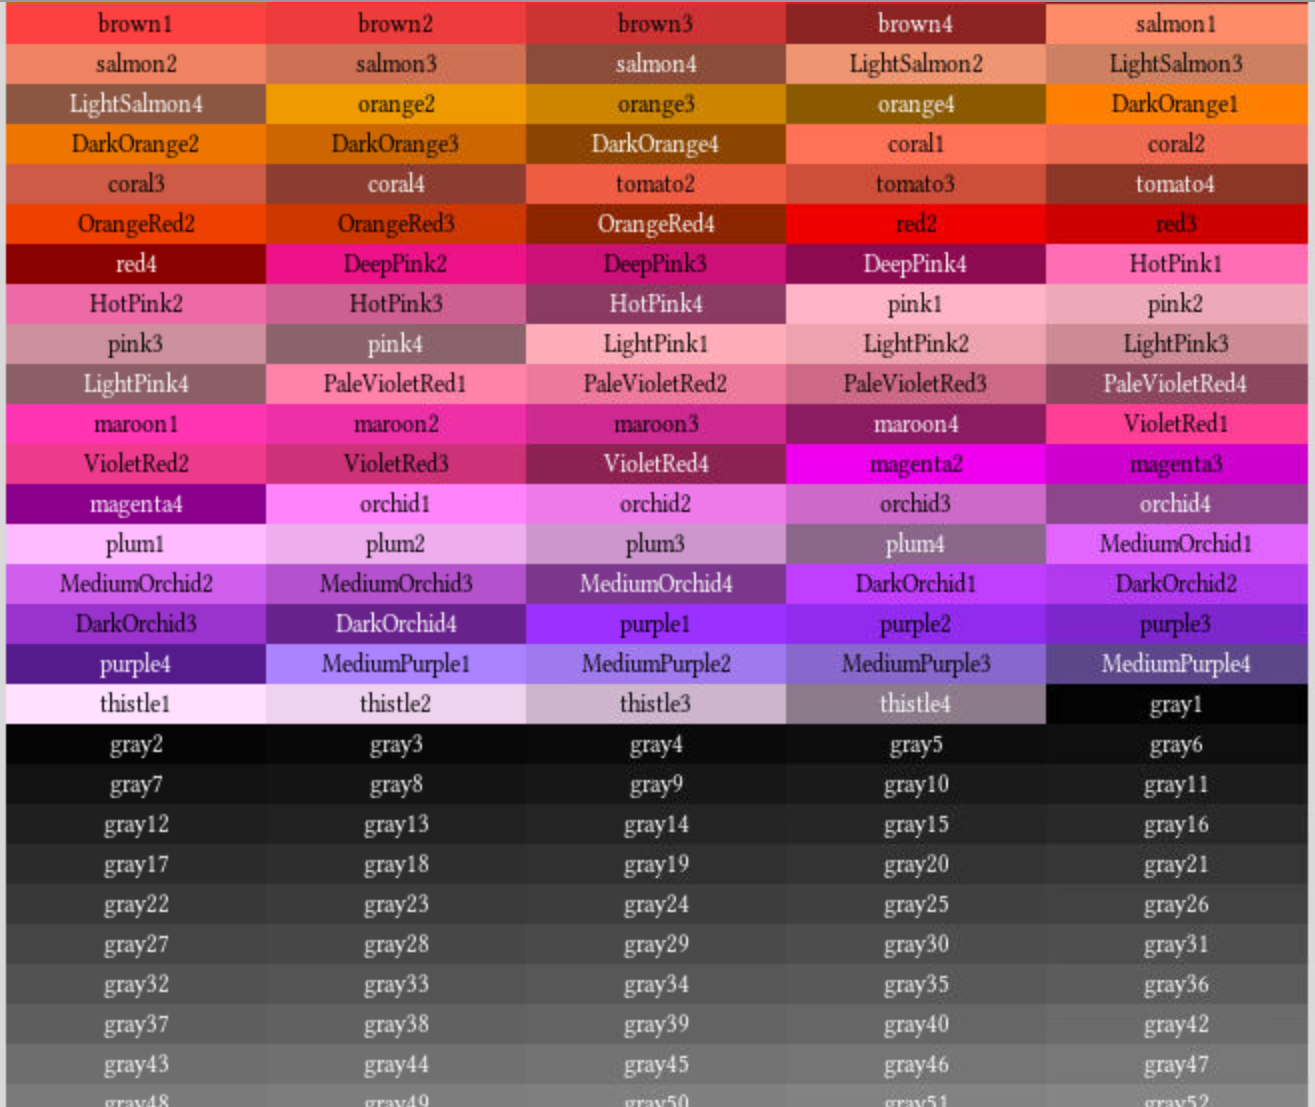 brown1 brown2 brown3 brown4 salmon1
salmon2 salmon3 salmon4 LightSalmon2 LightSalmon3
LightSalmon4 orange2 orange3 orange4 DarkOrange1
DarkOrange2 DarkOrange3 DarkOrange4 coral1 coral2
coral3 coral4 tomato2 tomato3 tomato4
OrangeRed2 OrangeRed3 OrangeRed4 red2 red3
red4 DeepPink2 DeepPink3 DeepPink4 HotPink1
HotPink2 HotPink3 HotPink4 pink1 pink2
pink3 pink4 LightPink1 LightPink2 LightPink3
LightPink4 PaleVioletRed1 PaleVioletRed2 PaleVioletRed3 PaleVioletRed4
maroon1 maroon2 maroon3 maroon4 VioletRed1
VioletRed2 VioletRed3 VioletRed4 magenta2 magenta3
magenta4 orchid1 orchid2 orchid3 orchid4
plum1 plum2 plum3 plum4 MediumOrchid1
MediumOrchid2 MediumOrchid3 MediumOrchid4 DarkOrchid1 DarkOrchid2
DarkOrchid3 DarkOrchid4 purple1 purple2 purple3
purple4 MediumPurple1 MediumPurple2 MediumPurple3 MediumPurple4
thistle1 thistle2 thistle3 thistle4 gray1
gray2 gray3 gray4 gray5 gray6
gray7 gray8 gray9 gray10 gray11
gray12 gray13 gray14 gray15 gray16
gray17 gray18 gray19 gray20 gray21
gray22 gray23 gray24 gray25 gray26
gray27 gray28 gray29 gray30 gray31
gray32 gray33 gray34 gray35 gray36
gray37 gray38 gray39 gray40 gray42
gray43 gray44 gray45 gray46 gray47
gray48 gray49 gray50 gray51 gray52